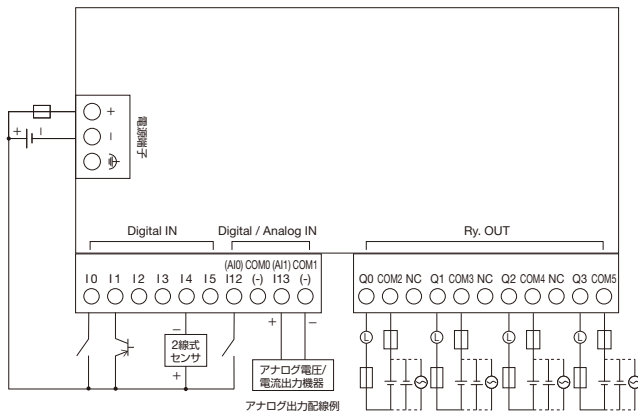 +
+ −
−
電源端子
Digital IN
Digital / Analog IN
Ry. OUT
(AI0) COM0 (AI1) COM1
I0 I1 I2 I3 I4 I5 I12 (-) I13 (-)
Q0 COM2 NC Q1 COM3 NC Q2 COM4 NC Q3 COM5
− + −
L L L L
2線式
センサ
+
アナログ電圧/
電流出力機器
アナログ出力配線例